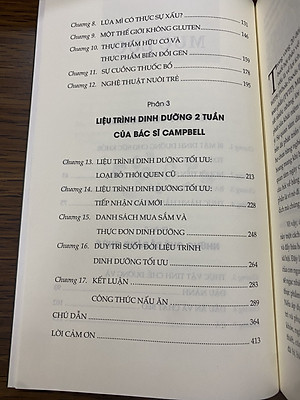 Chương 8. LÚA MÌ CÓ THỰC SỰ XẤU? 131
Chương 9. MỘT THẾ GIỚI KHÔNG GLUTEN 146
Chương 10. THỰC PHẨM HỮU CƠ VÀ
THỰC PHẨM BIẾN ĐỔI GEN 156
Chương 11. SỰ CUỒNG THUỐC BỔ 178
Chương 12. NGHỆ THUẬT NUÔI TRẺ 195
Phần 3
LIỆU TRÌNH DINH DƯỠNG 2 TUẦN
CỦA BÁC SĨ CAMPBELL
Chương 13. LIỆU TRÌNH DINH DƯỠNG TỐI ƯU:
LOẠI BỎ THÓI QUEN CŨ 213
Chương 14. LIỆU TRÌNH DINH DƯỠNG TỐI ƯU:
TIẾP NHẬN CÁI MỚI 228
Chương 15. DANH SÁCH MUA SẮM VÀ
THỰC ĐƠN DINH DƯỠNG 248
Chương 16. DUY TRÌ SUỐT ĐỜI LIỆU TRÌNH
DINH DƯỠNG TỐI ƯU 264
Chương 17. KẾT LUẬN 283
CÔNG THỨC NẤU ĂN 289
CHÚ DẪN 364
LỜI CẢM ƠN 413